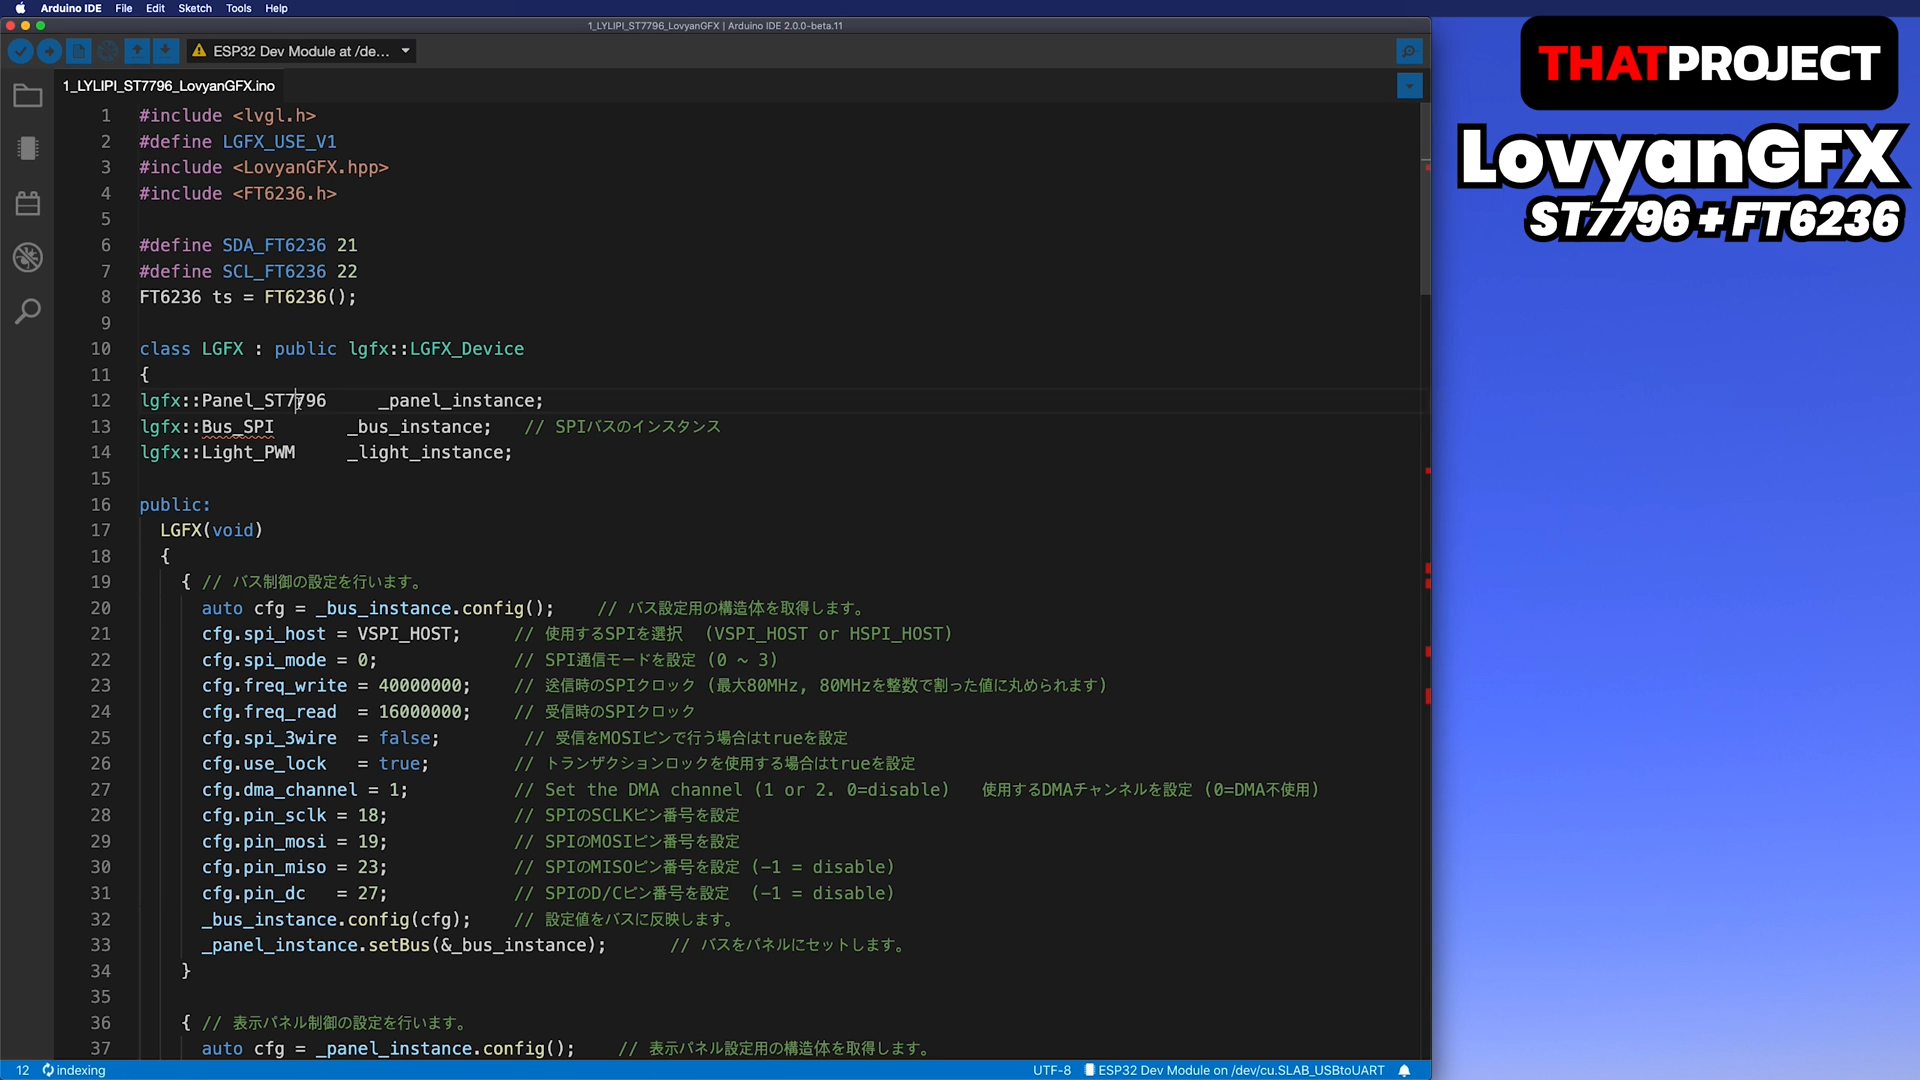 Arduino IDE File Edit Sketch Tools Help
1_LYLIPI_ST7796_LovyanGFX | Arduino IDE 2.0.0-beta.11
ESP32 Dev Module at /de...
1_LYLIPI_ST7796_LovyanGFX.ino
THATPROJECT
LovyanGFX
ST7796 + FT6236
1 #include <lvgl.h>
2 #define LGFX_USE_V1
3 #include <LovyanGFX.hpp>
4 #include <FT6236.h>
5
6 #define SDA_FT6236 21
7 #define SCL_FT6236 22
8 FT6236 ts = FT6236();
9
10 class LGFX : public lgfx::LGFX_Device
11 {
12 lgfx::Panel_ST7796 _panel_instance;
13 lgfx::Bus_SPI _bus_instance; // SPIバスのインスタンス
14 lgfx::Light_PWM _light_instance;
15
16 public:
17 LGFX(void)
18 {
19 { // バス制御の設定を行います。
20 auto cfg = _bus_instance.config(); // バス設定用の構造体を取得します。
21 cfg.spi_host = VSPI_HOST; // 使用するSPIを選択 (VSPI_HOST or HSPI_HOST)
22 cfg.spi_mode = 0; // SPI通信モードを設定 (0 ~ 3)
23 cfg.freq_write = 40000000; // 送信時のSPIクロック (最大80MHz, 80MHzを整数で割った値に丸められます)
24 cfg.freq_read = 16000000; // 受信時のSPIクロック
25 cfg.spi_3wire = false; // 受信をMOSIピンで行う場合はtrueを設定
26 cfg.use_lock = true; // トランザクションロックを使用する場合はtrueを設定
27 cfg.dma_channel = 1; // Set the DMA channel (1 or 2. 0=disable) 使用するDMAチャンネルを設定 (0=DMA不使用)
28 cfg.pin_sclk = 18; // SPIのSCLKピン番号を設定
29 cfg.pin_mosi = 19; // SPIのMOSIピン番号を設定
30 cfg.pin_miso = 23; // SPIのMISOピン番号を設定 (-1 = disable)
31 cfg.pin_dc = 27; // SPIのD/Cピン番号を設定 (-1 = disable)
32 _bus_instance.config(cfg); // 設定値をバスに反映します。
33 _panel_instance.setBus(&_bus_instance); // バスをパネルにセットします。
34 }
35
36 { // 表示パネル制御の設定を行います。
37 auto cfg = _panel_instance.config(); // 表示パネル設定用の構造体を取得します。
12 indexing UTF-8 ESP32 Dev Module on /dev/cu.SLAB_USBtoUART